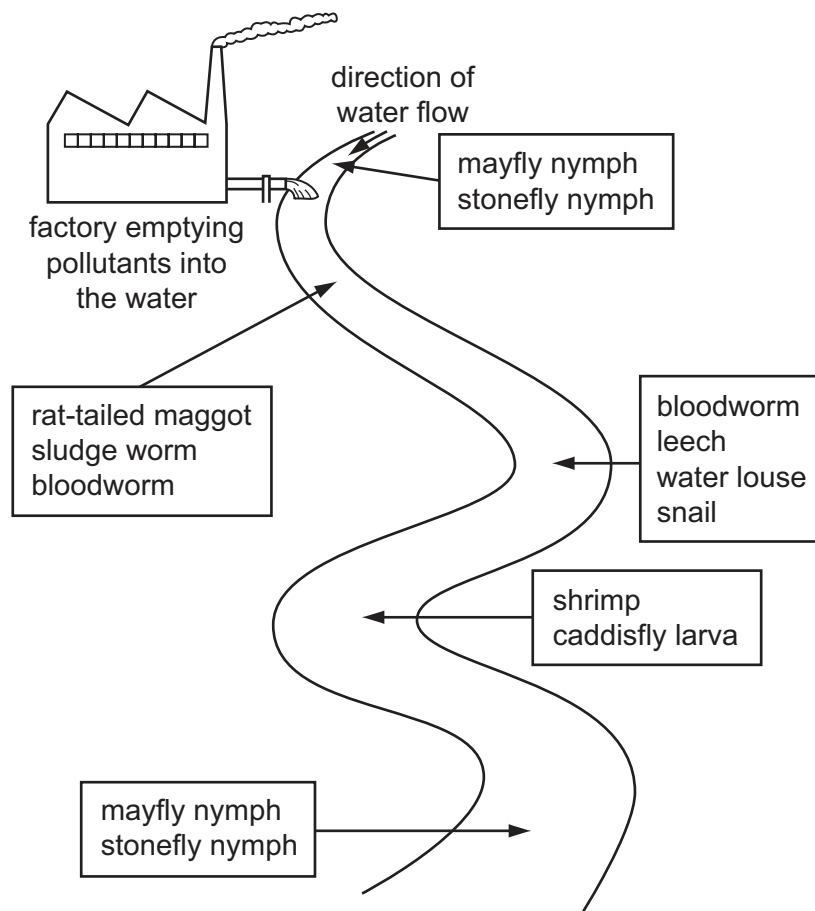 direction of
water flow
mayfly nymph
stonefly nymph
factory emptying
pollutants into
the water
rat-tailed maggot
sludge worm
bloodworm
bloodworm
leech
water louse
snail
shrimp
caddisfly larva
mayfly nymph
stonefly nymph